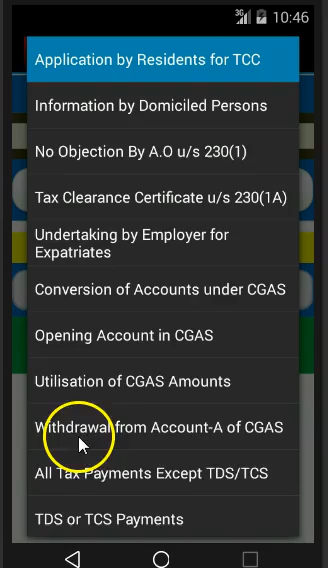 3G 10:46
Application by Residents for TCC
Information by Domiciled Persons
No Objection By A.O u/s 230(1)
Tax Clearance Certificate u/s 230(1A)
Undertaking by Employer for
Expatriates
Conversion of Accounts under CGAS
Opening Account in CGAS
Utilisation of CGAS Amounts
Withdrawal from Account-A of CGAS
All Tax Payments Except TDS/TCS
TDS or TCS Payments